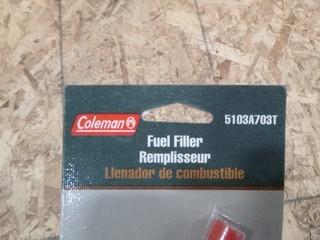 Coleman
5103A703T
Fuel Filler
Remplisseur
Llenador de combustible